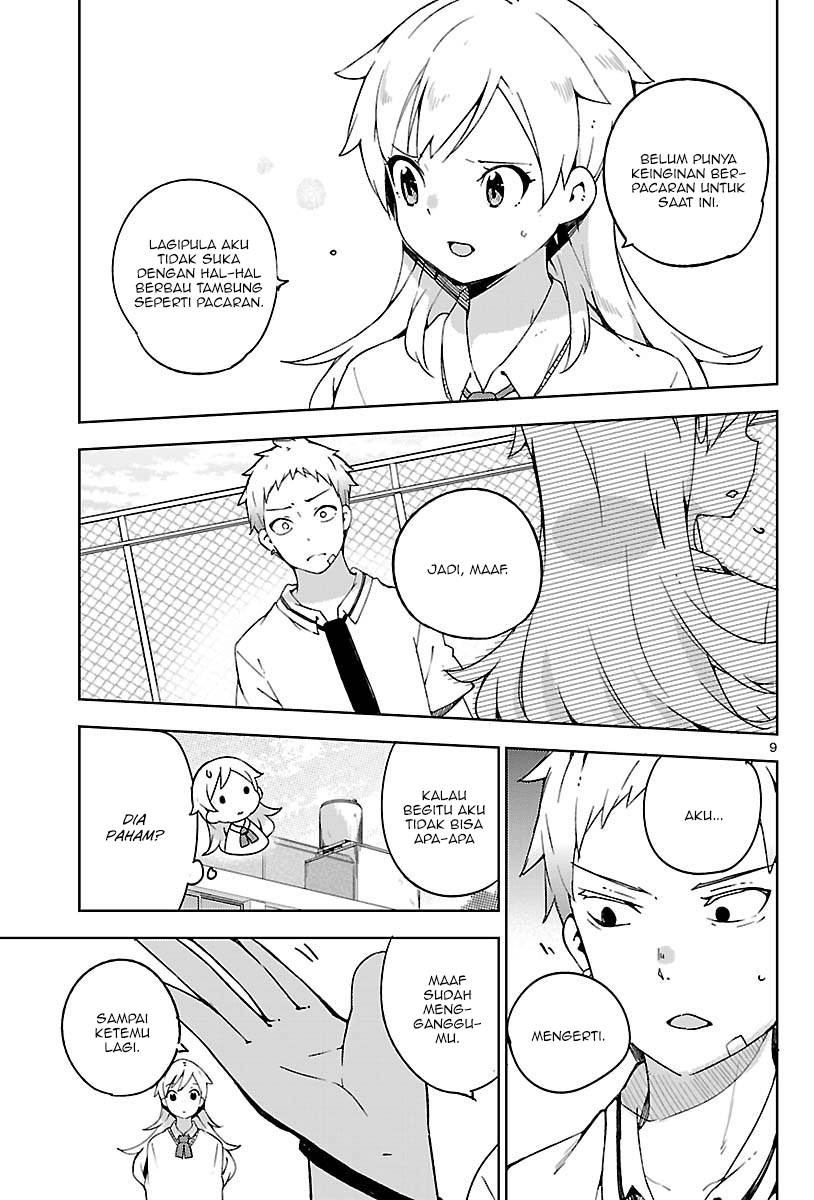 BELUM PUNYA
KEINGINAN BER-
PACARAN UNTUK
SAAT INI.
LAGIPULA AKU
TIDAK SUKA
DENGAN HAL-HAL
BERBAU TAMBUNG
SEPERTI PACARAN.
JADI, MAAF.
9
AKU...
MENGERTI.
KALAU
BEGITU AKU
TIDAK BISA
APA-APA
DIA
PAHAM?
MAAF
SUDAH
MENG-
GANGGU-
MU.
SAMPAI
KETEMU
LAGI.